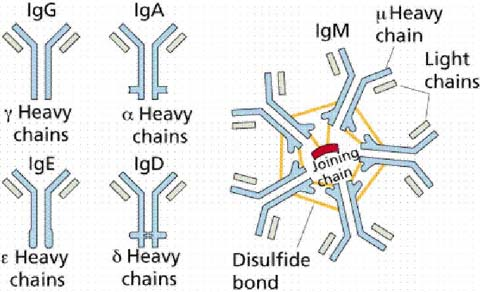 IgG
IgA
γ Heavy
chains
α Heavy
chains
IgE
IgD
ε Heavy
chains
δ Heavy
chains
IgM
μ Heavy
chain
Light
chains
Joining
chain
Disulfide
bond